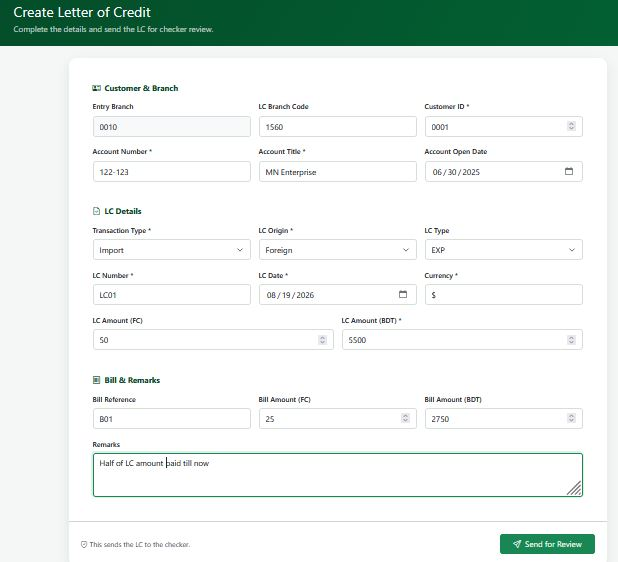 Create Letter of Credit
Complete the details and send the LC for checker review.
Customer & Branch
Entry Branch LC Branch Code Customer ID *
0010 1560 0001
Account Number * Account Title * Account Open Date
122-123 MN Enterprise 06/30/2025
LC Details
Transaction Type * LC Origin * LC Type
Import Foreign EXP
LC Number * LC Date * Currency *
LC01 08/19/2026 $
LC Amount (FC) LC Amount (BDT) *
50 5500
Bill & Remarks
Bill Reference Bill Amount (FC) Bill Amount (BDT)
B01 25 2750
Remarks
Half of LC amount paid till now
This sends the LC to the checker. Send for Review